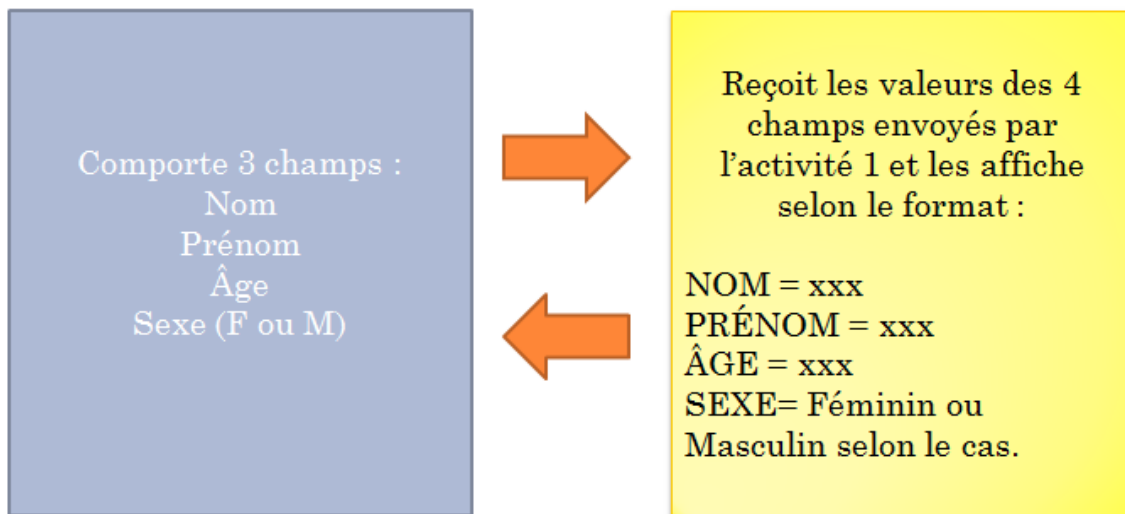 Comporte 3 champs :
Nom
Prénom
Âge
Sexe (F ou M)
Reçoit les valeurs des 4
champs envoyés par
l'activité 1 et les affiche
selon le format :
NOM = xxx
PRÉNOM = xxx
ÂGE = xxx
SEXE= Féminin ou
Masculin selon le cas.